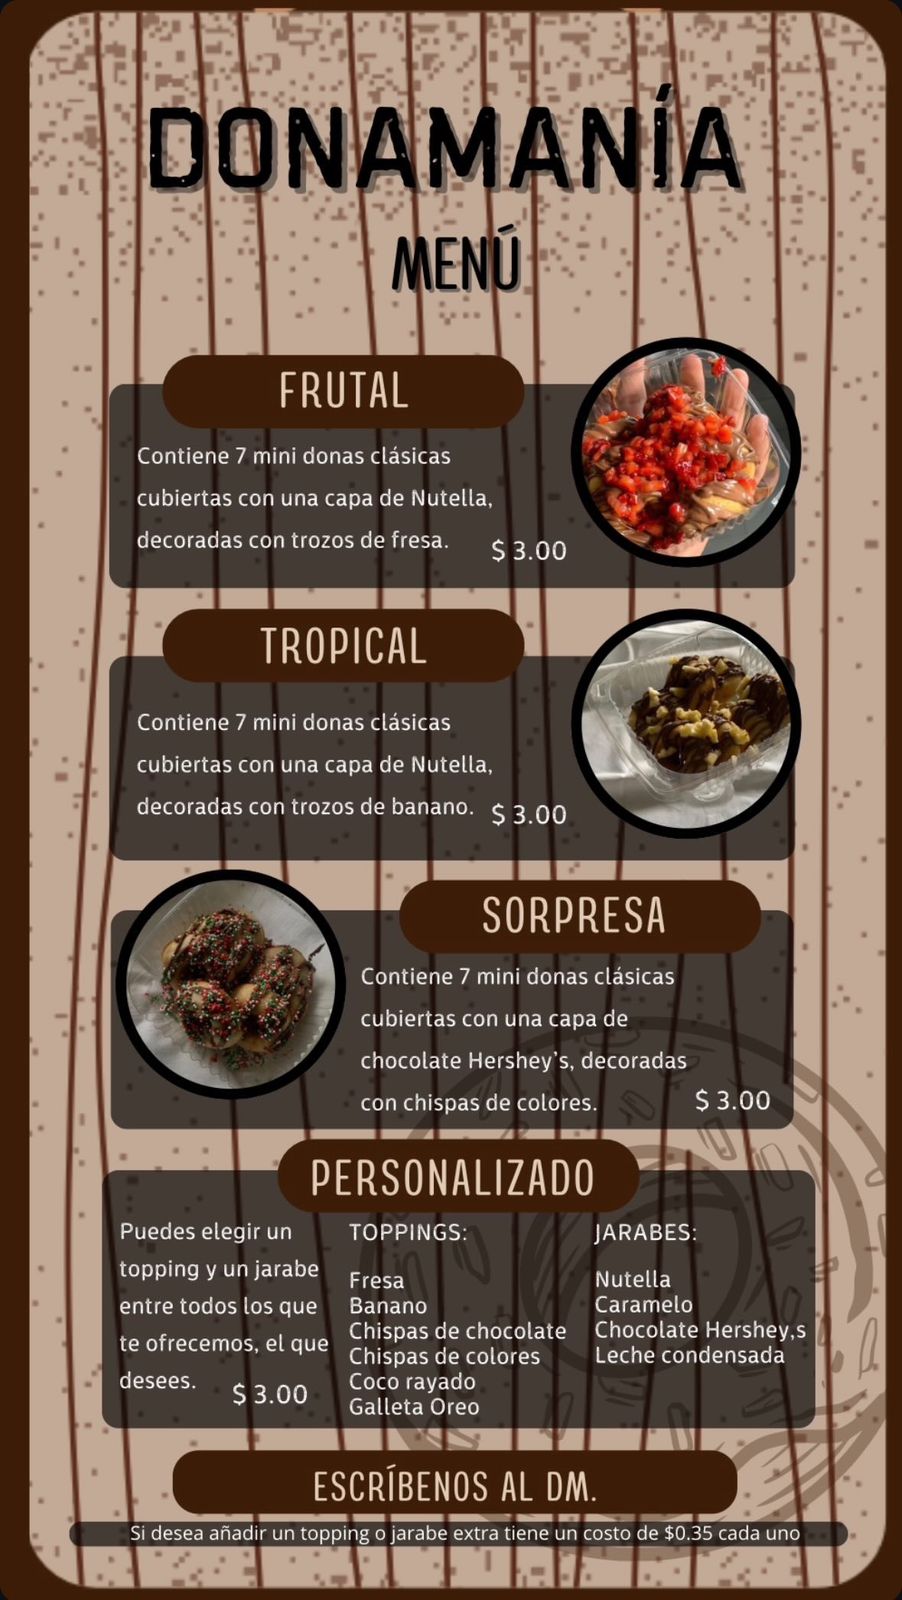 DONAMANÍA
MENÚ
FRUTAL
Contiene 7 mini donas clásicas
cubiertas con una capa de Nutella,
decoradas con trozos de fresa.
$ 3.00
TROPICAL
Contiene 7 mini donas clásicas
cubiertas con una capa de Nutella,
decoradas con trozos de banano.
$ 3.00
SORPRESA
Contiene 7 mini donas clásicas
cubiertas con una capa de
chocolate Hershey's, decoradas
con chispas de colores.
$ 3.00
PERSONALIZADO
Puedes elegir un
topping y un jarabe
entre todos los que
te ofrecemos, el que
desees.
$ 3.00
TOPPINGS:
Fresa
Banano
Chispas de chocolate
Chispas de colores
Coco rayado
Galleta Oreo
JARABES:
Nutella
Caramelo
Chocolate Hershey,s
Leche condensada
ESCRÍBENOS AL DM.
Si desea añadir un topping o jarabe extra tiene un costo de $0.35 cada uno